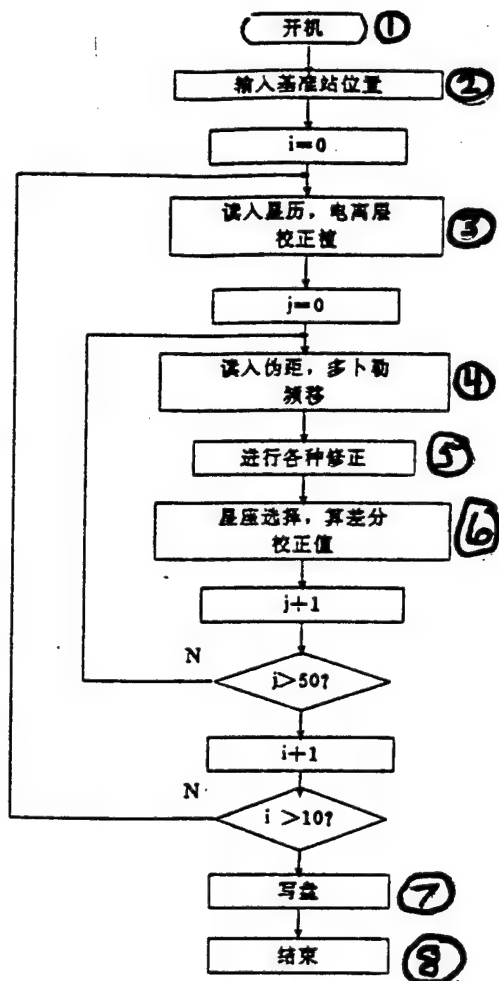 开机 ①
输入基准站位置 ②
i=0
读入星历，电离层 ③
校正值
j=0
读入伪距，多卜勒 ④
频移
进行各种修正 ⑤
星座选择，算差分 ⑥
校正值
j+1
N
j>50?
i+1
N
i>10?
写盘 ⑦
结束 ⑧